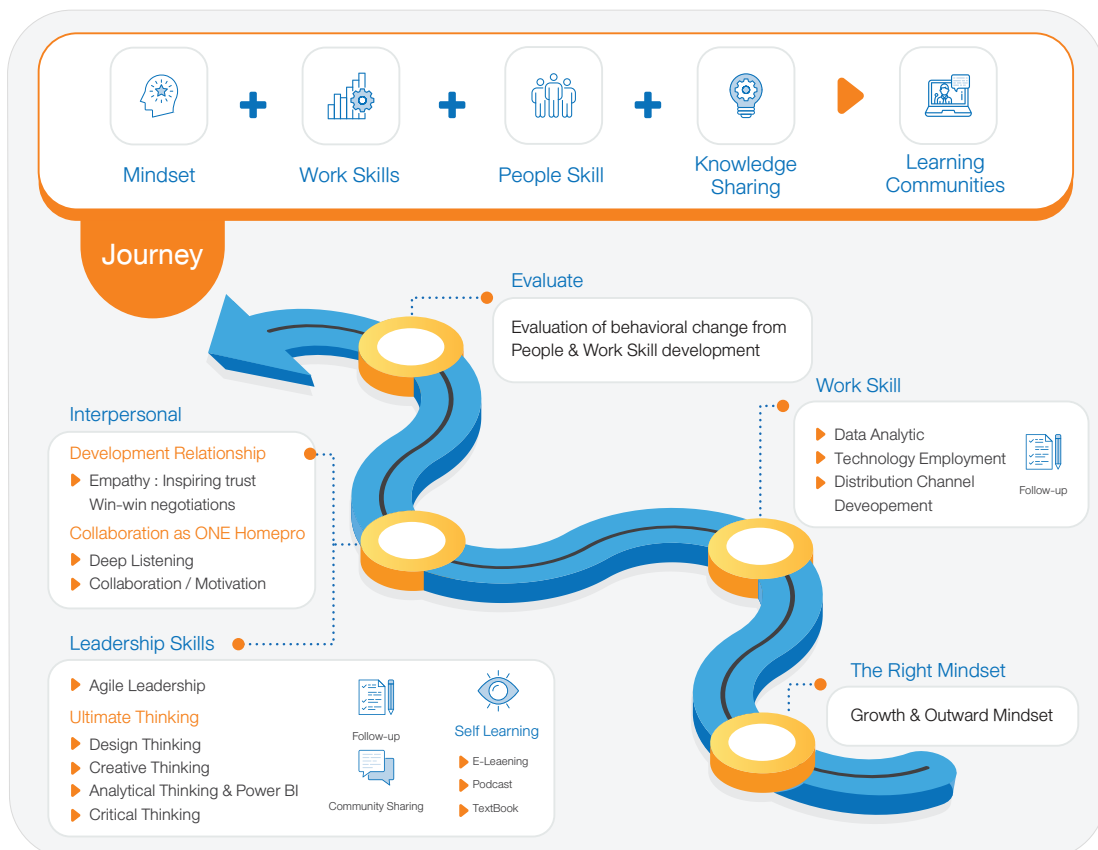 Mindset
Work Skills
People Skill
Knowledge
Sharing
Learning
Communities
Journey
Evaluate
Evaluation of behavioral change from
People & Work Skill development
Work Skill
Data Analytic
Technology Employment
Distribution Channel
Deveopement
Follow-up
Interpersonal
Development Relationship
Empathy : Inspiring trust
Win-win negotiations
Collaboration as ONE Homepro
Deep Listening
Collaboration / Motivation
Leadership Skills
Agile Leadership
Ultimate Thinking
Design Thinking
Creative Thinking
Analytical Thinking & Power BI
Critical Thinking
Follow-up
Community Sharing
Self Learning
E-Leaening
Podcast
TextBook
The Right Mindset
Growth & Outward Mindset